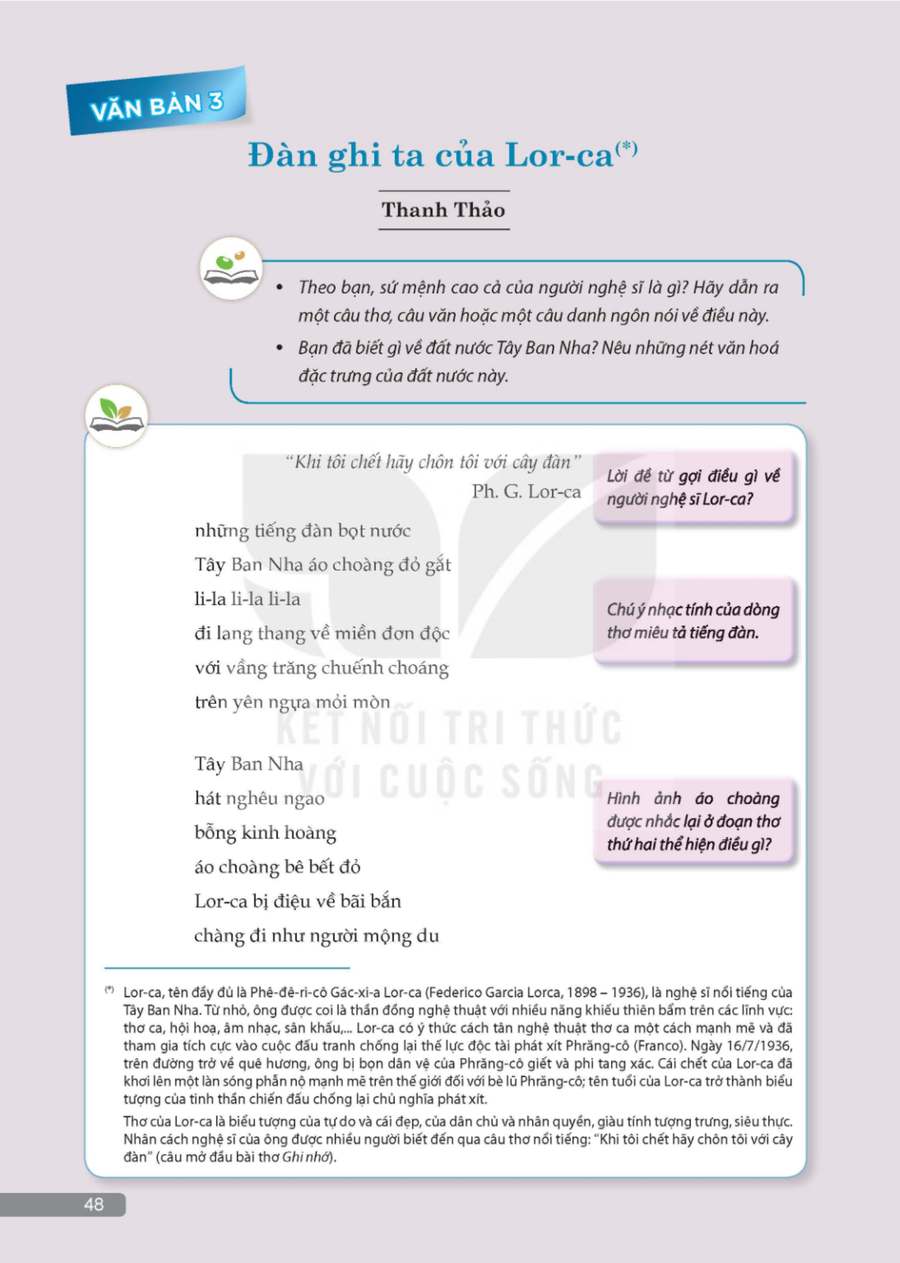 VĂN BẢN 3
Đàn ghi ta của Lor-ca(*)
Thanh Thảo
• Theo bạn, sứ mệnh cao cả của người nghệ sĩ là gì? Hãy dẫn ra
một câu thơ, câu văn hoặc một câu danh ngôn nói về điều này.
• Bạn đã biết gì về đất nước Tây Ban Nha? Nêu những nét văn hoá
đặc trưng của đất nước này.
“Khi tôi chết hãy chôn tôi với cây đàn”
Ph. G. Lor-ca
Lời đề từ gợi điều gì về
người nghệ sĩ Lor-ca?
những tiếng đàn bọt nước
Tây Ban Nha áo choàng đỏ gắt
li-la li-la li-la
đi lang thang về miền đơn độc
với vầng trăng chuếnh choáng
trên yên ngựa mỏi mòn
Chú ý nhạc tính của dòng
thơ miêu tả tiếng đàn.
KẾT NỐI TRI THỨC
VỚI CUỘC SỐNG
Tây Ban Nha
hát nghêu ngao
bỗng kinh hoàng
áo choàng bê bết đỏ
Lor-ca bị điệu về bãi bắn
chàng đi như người mộng du
Hình ảnh áo choàng
được nhắc lại ở đoạn thơ
thứ hai thể hiện điều gì?
(*) Lor-ca, tên đầy đủ là Phê-đê-ri-cô Gác-xi-a Lor-ca (Federico Garcia Lorca, 1898 – 1936), là nghệ sĩ nổi tiếng của
Tây Ban Nha. Từ nhỏ, ông được coi là thần đồng nghệ thuật với nhiều năng khiếu thiên bẩm trên các lĩnh vực:
thơ ca, hội hoạ, âm nhạc, sân khấu,... Lor-ca có ý thức cách tân nghệ thuật thơ ca một cách mạnh mẽ và đã
tham gia tích cực vào cuộc đấu tranh chống lại thế lực độc tài phát xít Phrăng-cô (Franco). Ngày 16/7/1936,
trên đường trở về quê hương, ông bị bọn dân vệ của Phrăng-cô giết và phi tang xác. Cái chết của Lor-ca đã
khơi lên một làn sóng phẫn nộ mạnh mẽ trên thế giới đối với bè lũ Phrăng-cô; tên tuổi của Lor-ca trở thành biểu
tượng của tinh thần chiến đấu chống lại chủ nghĩa phát xít.
Thơ của Lor-ca là biểu tượng của tự do và cái đẹp, của dân chủ và nhân quyền, giàu tính tượng trưng, siêu thực.
Nhân cách nghệ sĩ của ông được nhiều người biết đến qua câu thơ nổi tiếng: “Khi tôi chết hãy chôn tôi với cây
đàn” (câu mở đầu bài thơ Ghi nhớ).
48